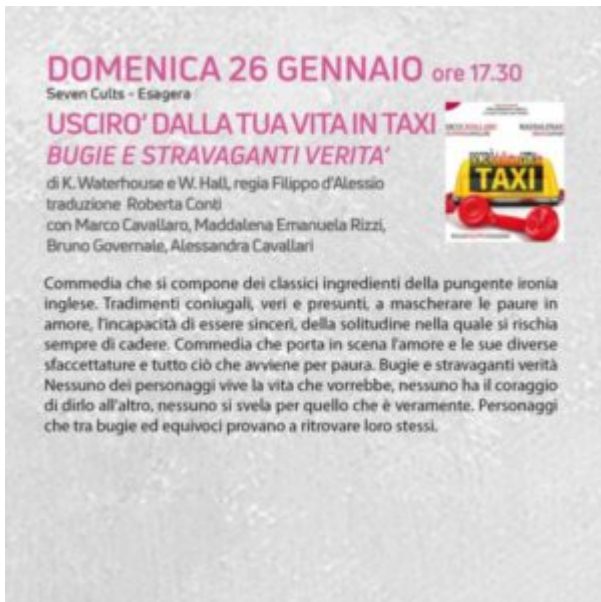 DOMENICA 26 GENNAIO ore 17.30
Seven Cults - Esagera
USCIRO' DALLA TUA VITA IN TAXI
BUGIE E STRAVAGANTI VERITA'
di K. Waterhouse e W. Hall, regia Filippo d'Alessio
traduzione Roberta Conti
con Marco Cavallaro, Maddalena Emanuela Rizzi,
Bruno Governale, Alessandra Cavallari
TAXI
Commedia che si compone dei classici ingredienti della pungente ironia
inglese. Tradimenti coniugali, veri e presunti, a mascherare le paure in
amore, l'incapacità di essere sinceri, della solitudine nella quale si rischia
sempre di cadere. Commedia che porta in scena l'amore e le sue diverse
sfaccettature e tutto ciò che avviene per paura. Bugie e stravaganti verità
Nessuno dei personaggi vive la vita che vorrebbe, nessuno ha il coraggio
di dirlo all'altro, nessuno si svela per quello che è veramente. Personaggi
che tra bugie ed equivoci provano a ritrovare loro stessi.